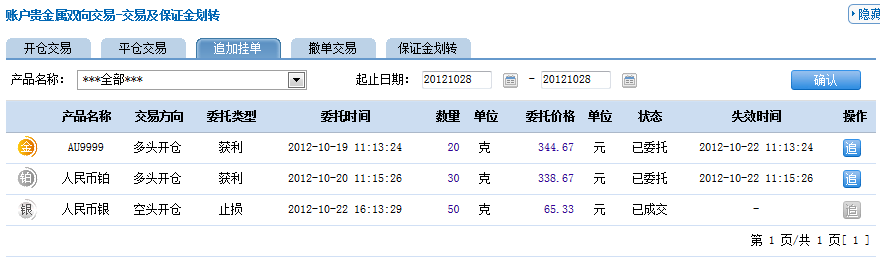 账户贵金属双向交易-交易及保证金划转
隐藏
开仓交易 平仓交易 追加挂单 撤单交易 保证金划转
产品名称： ***全部*** 起止日期： 20121028 - 20121028 确认
产品名称 交易方向 委托类型 委托时间 数量 单位 委托价格 单位 状态 失效时间 操作
金 AU9999 多头开仓 获利 2012-10-19 11:13:24 20 克 344.67 元 已委托 2012-10-22 11:13:24 追
铂 人民币铂 多头开仓 获利 2012-10-20 11:15:26 30 克 338.67 元 已委托 2012-10-22 11:15:26 追
银 人民币银 空头开仓 止损 2012-10-22 16:13:29 50 克 65.33 元 已成交 - 追
第 1 页/共 1 页[ 1 ]